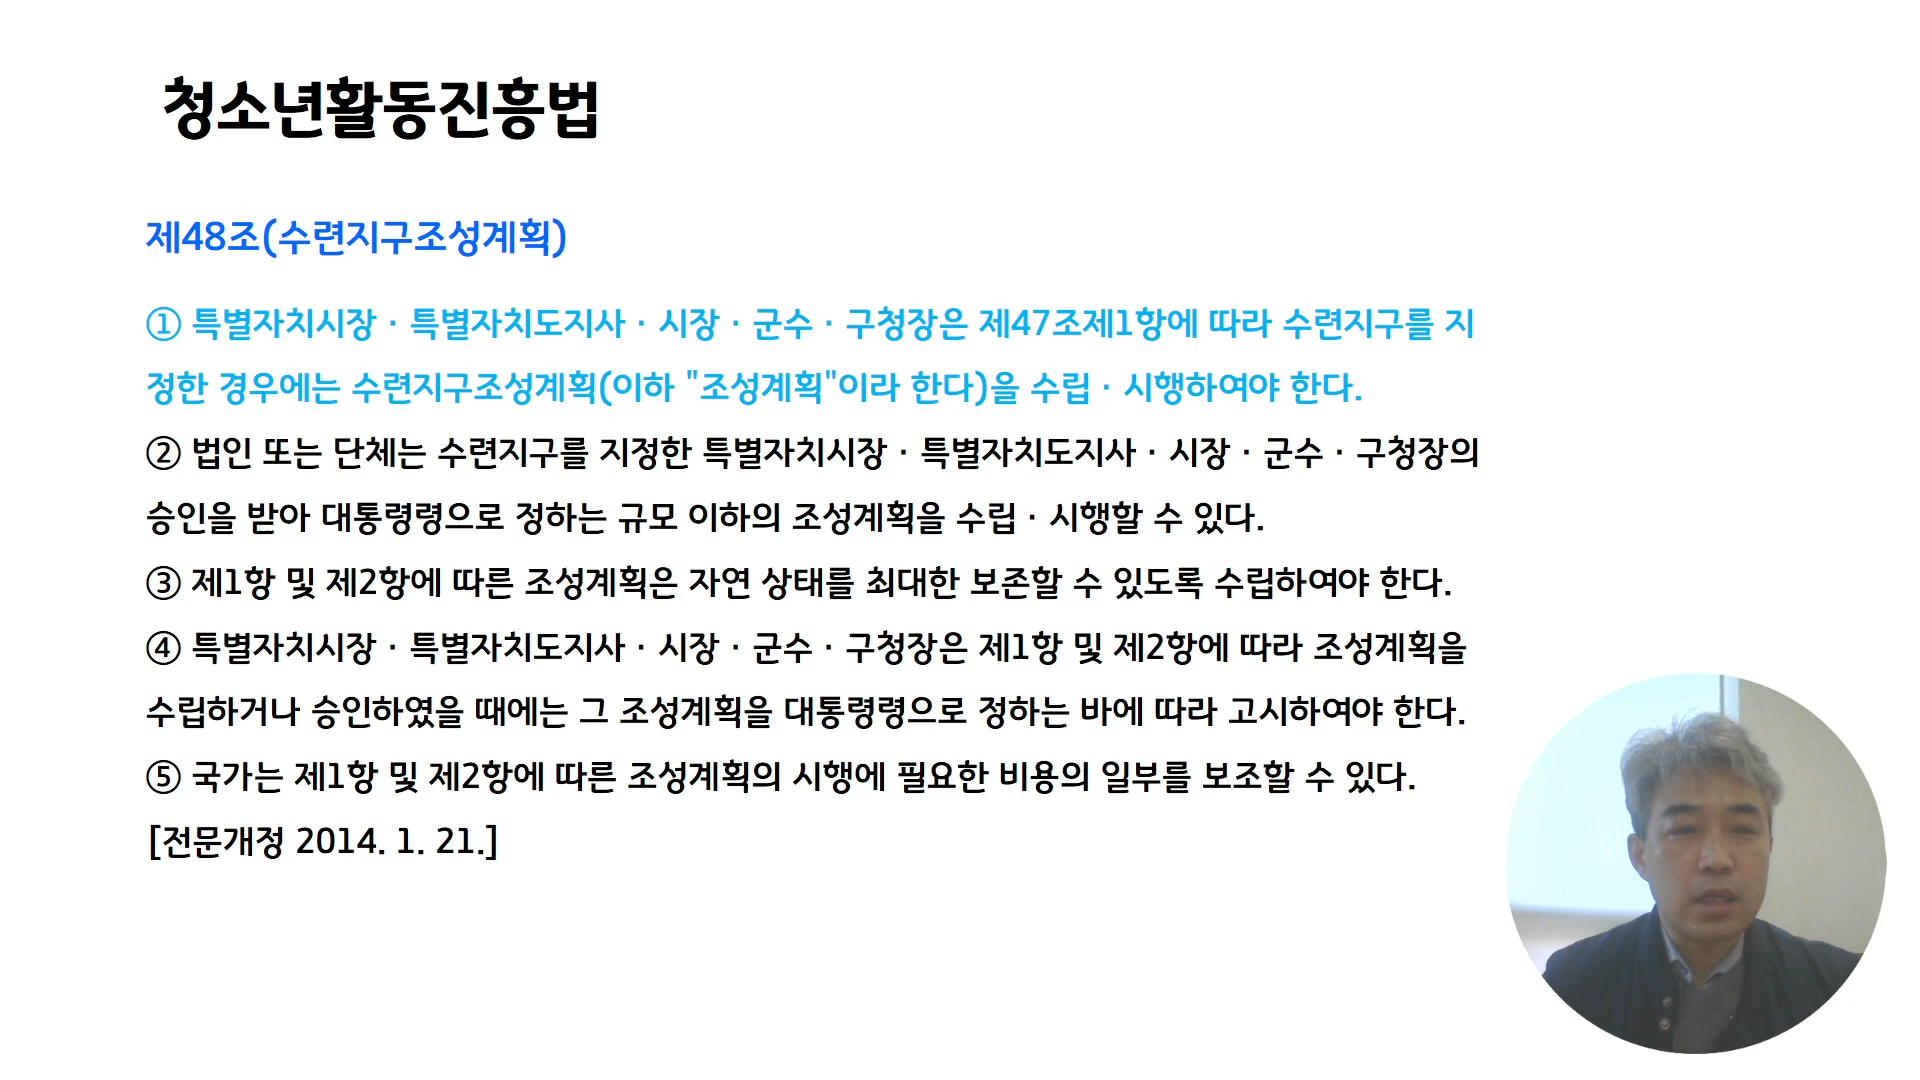 청소년활동진흥법
제48조(수련지구조성계획)
① 특별자치시장 · 특별자치도지사 · 시장 · 군수 · 구청장은 제47조제1항에 따라 수련지구를 지
정한 경우에는 수련지구조성계획(이하 "조성계획"이라 한다)을 수립 · 시행하여야 한다.
② 법인 또는 단체는 수련지구를 지정한 특별자치시장 · 특별자치도지사 · 시장 · 군수 · 구청장의
승인을 받아 대통령령으로 정하는 규모 이하의 조성계획을 수립 · 시행할 수 있다.
③ 제1항 및 제2항에 따른 조성계획은 자연 상태를 최대한 보존할 수 있도록 수립하여야 한다.
④ 특별자치시장 · 특별자치도지사 · 시장 · 군수 · 구청장은 제1항 및 제2항에 따라 조성계획을
수립하거나 승인하였을 때에는 그 조성계획을 대통령령으로 정하는 바에 따라 고시하여야 한다.
⑤ 국가는 제1항 및 제2항에 따른 조성계획의 시행에 필요한 비용의 일부를 보조할 수 있다.
[전문개정 2014. 1. 21.]